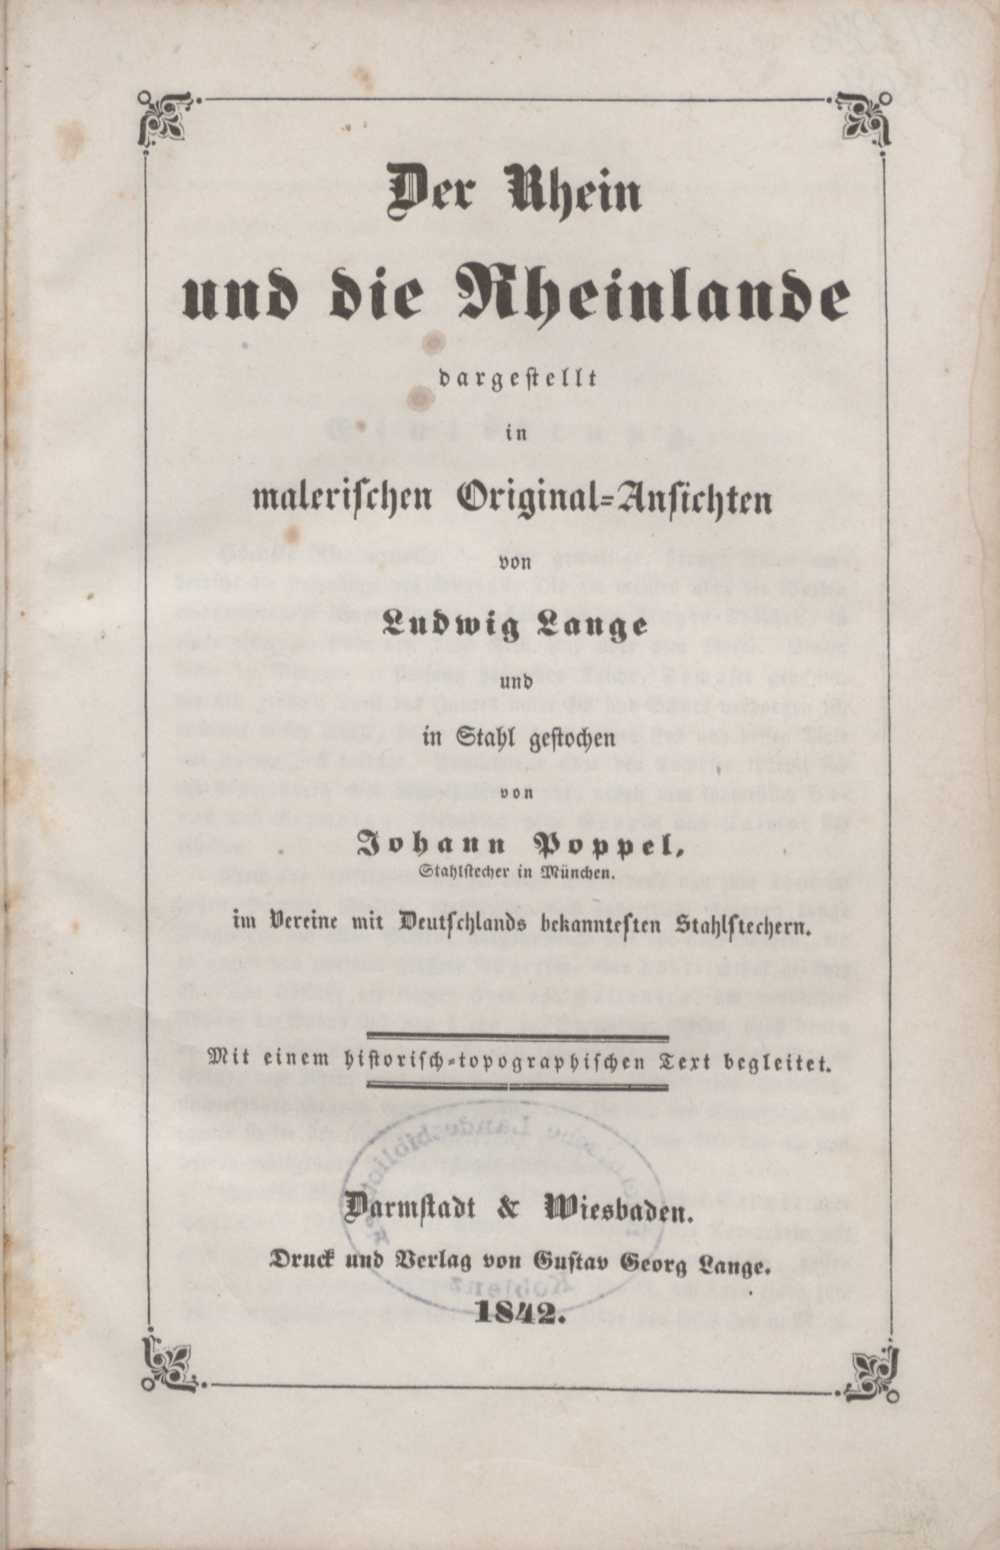 Der Rhein
und die Rheinlande
dargestellt
in
malerischen Original-Ansichten
von
Ludwig Lange
und
in Stahl gestochen
von
Johann Poppel,
Stahlstecher in München.
im Vereine mit Deutschlands bekanntesten Stahlstechern.
Mit einem historisch-topographischen Text begleitet.
Darmstadt & Wiesbaden.
Druck und Verlag von Gustav Georg Lange.
Koblenz
1842.